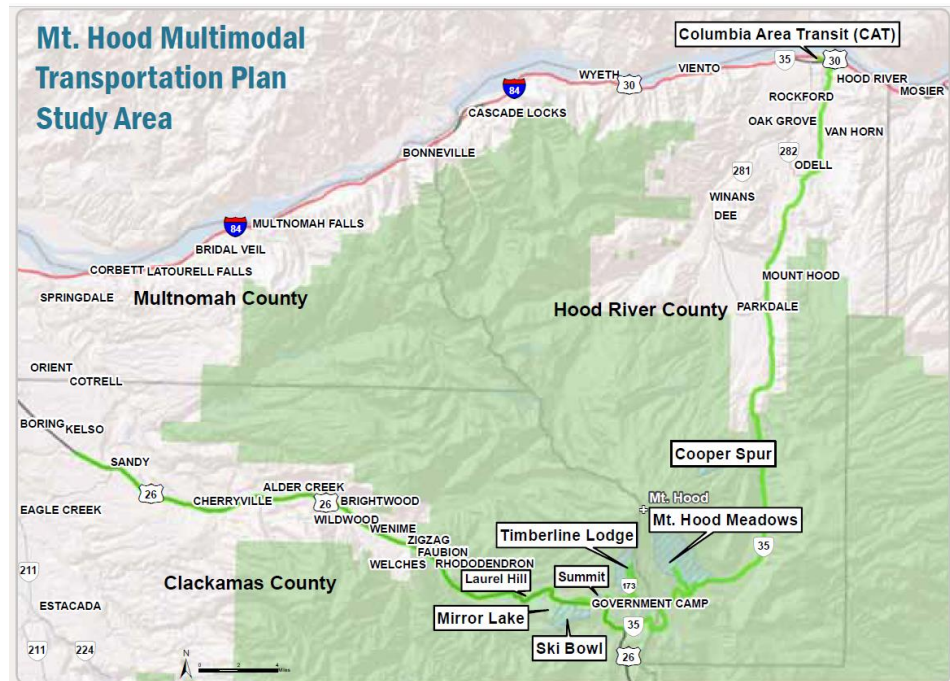 Mt. Hood Multimodal
Transportation Plan
Study Area
Columbia Area Transit (CAT)
35
30
HOOD RIVER
MOSIER
VIENTO
WYETH
30
84
CASCADE LOCKS
ROCKFORD
OAK GROVE
VAN HORN
282
ODELL
281
WINANS
DEE
BONNEVILLE
84
MULTNOMAH FALLS
BRIDAL VEIL
CORBETT
LATOURELL FALLS
SPRINGDALE
Multnomah County
MOUNT HOOD
Hood River County
PARKDALE
ORIENT
COTRELL
BORING
KELSO
SANDY
26
CHERRYVILLE
ALDER CREEK
26
BRIGHTWOOD
WILDWOOD
WENIME
ZIGZAG
FAUBION
WELCHES
RHODODENDRON
EAGLE CREEK
Cooper Spur
Mt. Hood
Mt. Hood Meadows
Timberline Lodge
35
211
Clackamas County
Laurel Hill
Summit
173
ESTACADA
Mirror Lake
GOVERNMENT CAMP
35
Ski Bowl
26
211
224
N
0 2 4
Miles